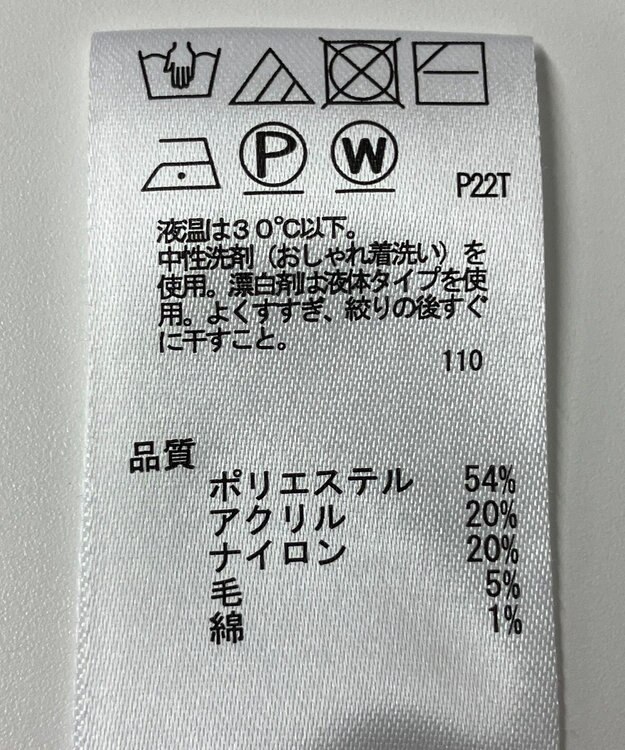 P W
P22T
液温は30℃以下。
中性洗剤(おしゃれ着洗い)を
使用。漂白剤は液体タイプを使
用。よくすすぎ、絞りの後すぐ
に干すこと。
110
品質
ポリエステル 54%
アクリル 20%
ナイロン 20%
毛 5%
綿 1%